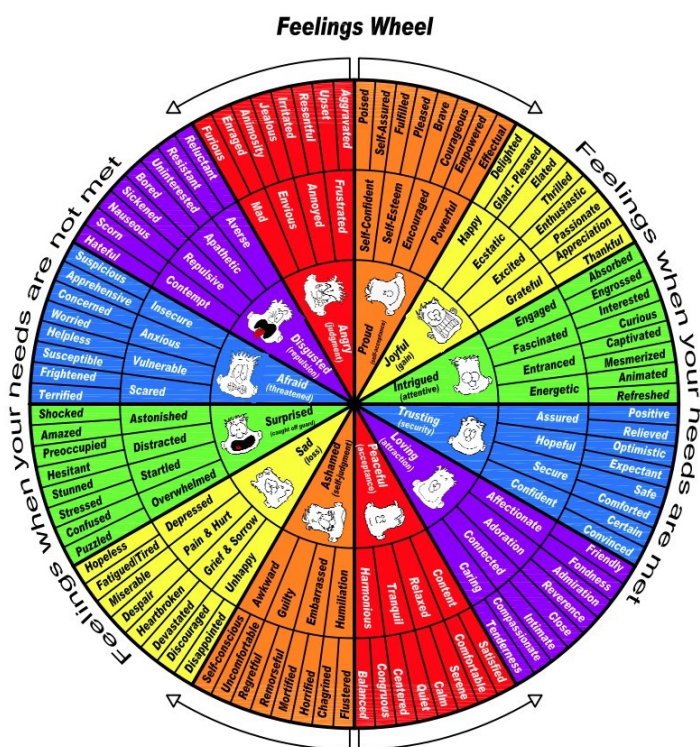 Feelings Wheel
Feelings when your needs are met
Feelings when your needs are not met
Proud
(self-acceptance)
Self-Confident
Self-Esteem
Encouraged
Powerful
Poised
Self-Assured
Fulfilled
Pleased
Brave
Courageous
Empowered
Effectual
Joyful
(gain)
Happy
Ecstatic
Excited
Grateful
Delighted
Glad - Pleased
Elated
Thrilled
Enthusiastic
Passionate
Appreciation
Thankful
Intrigued
(attentive)
Engaged
Fascinated
Entranced
Energetic
Absorbed
Engrossed
Interested
Curious
Captivated
Mesmerized
Animated
Refreshed
Trusting
(security)
Assured
Hopeful
Secure
Confident
Positive
Relieved
Optimistic
Expectant
Safe
Comforted
Certain
Convinced
Loving
(attraction)
Affectionate
Adoration
Connected
Caring
Friendly
Fondness
Admiration
Reverence
Close
Intimate
Compassionate
Tenderness
Peaceful
(acceptance)
Content
Relaxed
Tranquil
Harmonious
Satisfied
Comfortable
Serene
Calm
Quiet
Centered
Congruous
Balanced
Ashamed
(self-judgment)
Humiliation
Embarrassed
Guilty
Awkward
Flustered
Chagrined
Horrified
Mortified
Remorseful
Regretful
Uncomfortable
Self-conscious
Sad
(loss)
Unhappy
Grief & Sorrow
Pain & Hurt
Depressed
Disappointed
Discouraged
Devastated
Heartbroken
Despair
Miserable
Fatigued/Tired
Hopeless
Surprised
(caught off guard)
Overwhelmed
Startled
Distracted
Astonished
Puzzled
Confused
Stressed
Stunned
Hesitant
Preoccupied
Amazed
Shocked
Afraid
(threatened)
Scared
Vulnerable
Anxious
Insecure
Terrified
Frightened
Susceptible
Helpless
Worried
Concerned
Apprehensive
Suspicious
Disgusted
(repulsion)
Contempt
Repulsive
Apathetic
Averse
Hateful
Scorn
Nauseous
Sickened
Bored
Uninterested
Resistant
Reluctant
Angry
(judgment)
Mad
Envious
Annoyed
Frustrated
Furious
Enraged
Animosity
Jealous
Irritated
Resentful
Upset
Aggravated